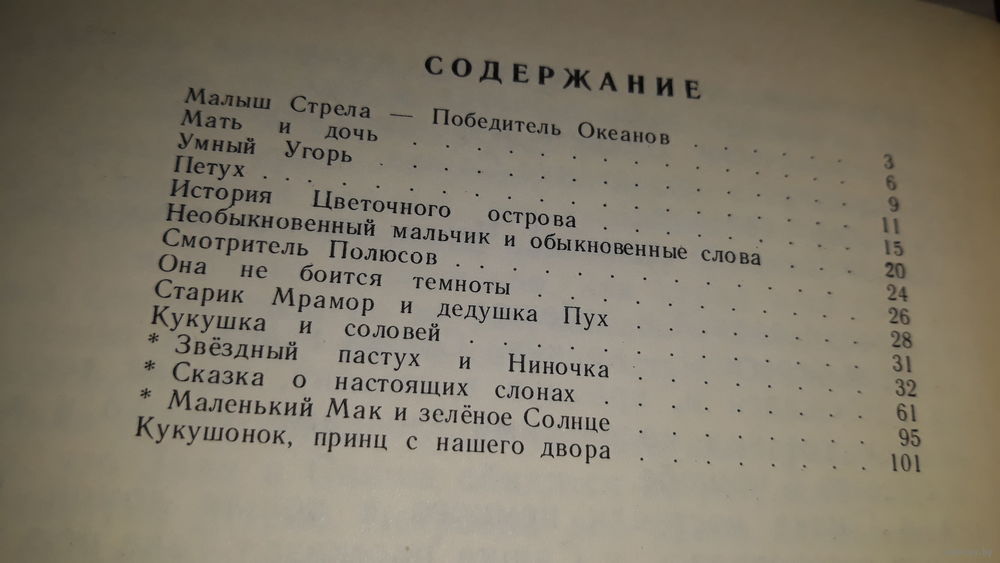 СОДЕРЖАНИЕ
Малыш Стрела — Победитель Океанов . . . . . . 3
Мать и дочь . . . . . . . . . . . . . . 6
Умный Угорь . . . . . . . . . . . . . . 9
Петух . . . . . . . . . . . . . . . . . 11
История Цветочного острова . . . . . . . . 15
Необыкновенный мальчик и обыкновенные слова . . . 20
Смотритель Полюсов . . . . . . . . . . . 24
Она не боится темноты . . . . . . . . . . 26
Старик Мрамор и дедушка Пух . . . . . . . 28
Кукушка и соловей . . . . . . . . . . . . 31
* Звёздный пастух и Ниночка . . . . . . . 32
* Сказка о настоящих слонах . . . . . . . . 61
* Маленький Мак и зелёное Солнце . . . . . . . 95
Кукушонок, принц с нашего двора . . . . . . . 101